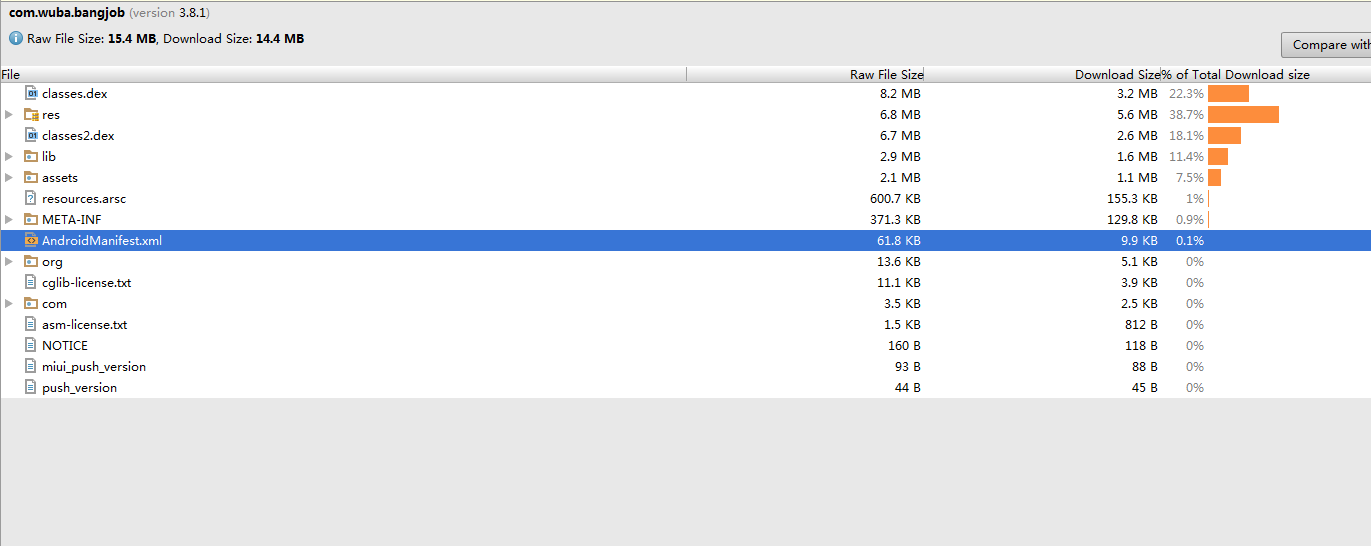 com.wuba.bangjob (version 3.8.1)
Raw File Size: 15.4 MB, Download Size: 14.4 MB
Compare with
File Raw File Size Download Size % of Total Download size
classes.dex 8.2 MB 3.2 MB 22.3%
res 6.8 MB 5.6 MB 38.7%
classes2.dex 6.7 MB 2.6 MB 18.1%
lib 2.9 MB 1.6 MB 11.4%
assets 2.1 MB 1.1 MB 7.5%
resources.arsc 600.7 KB 155.3 KB 1%
META-INF 371.3 KB 129.8 KB 0.9%
AndroidManifest.xml 61.8 KB 9.9 KB 0.1%
org 13.6 KB 5.1 KB 0%
cglib-license.txt 11.1 KB 3.9 KB 0%
com 3.5 KB 2.5 KB 0%
asm-license.txt 1.5 KB 812 B 0%
NOTICE 160 B 118 B 0%
miui_push_version 93 B 88 B 0%
push_version 44 B 45 B 0%